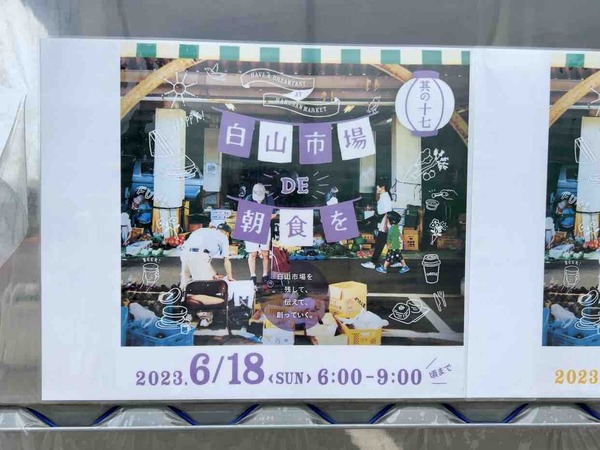 HAVE A BREAKFAST
AT
HAKUSAN MARKET
其の十七
白山市場
DE
朝食を
白山市場を
残して、
伝えて、
創っていく。
2023.6/18<SUN> 6:00-9:00 頃まで
2023